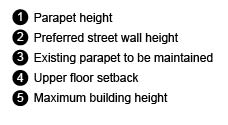 1 Parapet height
2 Preferred street wall height
3 Existing parapet to be maintained
4 Upper floor setback
5 Maximum building height